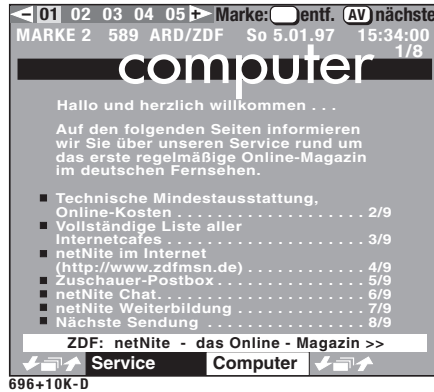 01 02 03 04 05 Marke: entf. AV nächste
MARKE 2 589 ARD/ZDF So 5.01.97 15:34:00
1/8
computer
Hallo und herzlich willkommen . . .
Auf den folgenden Seiten informieren
wir Sie über unseren Service rund um
das erste regelmäßige Online-Magazin
im deutschen Fernsehen.
Technische Mindestausstattung,
Online-Kosten . . . . . . . . . . . . . . . . . . . 2/9
Vollständige Liste aller
Internetcafes . . . . . . . . . . . . . . . . . . . . 3/9
netNite im Internet
(http://www.zdfmsn.de) . . . . . . . . . . . . 4/9
Zuschauer-Postbox . . . . . . . . . . . . . . . 5/9
netNite Chat. . . . . . . . . . . . . . . . . . . . . 6/9
netNite Weiterbildung . . . . . . . . . . . . . 7/9
Nächste Sendung . . . . . . . . . . . . . . . . 8/9
ZDF: netNite - das Online - Magazin >>
Service Computer
696+10K-D